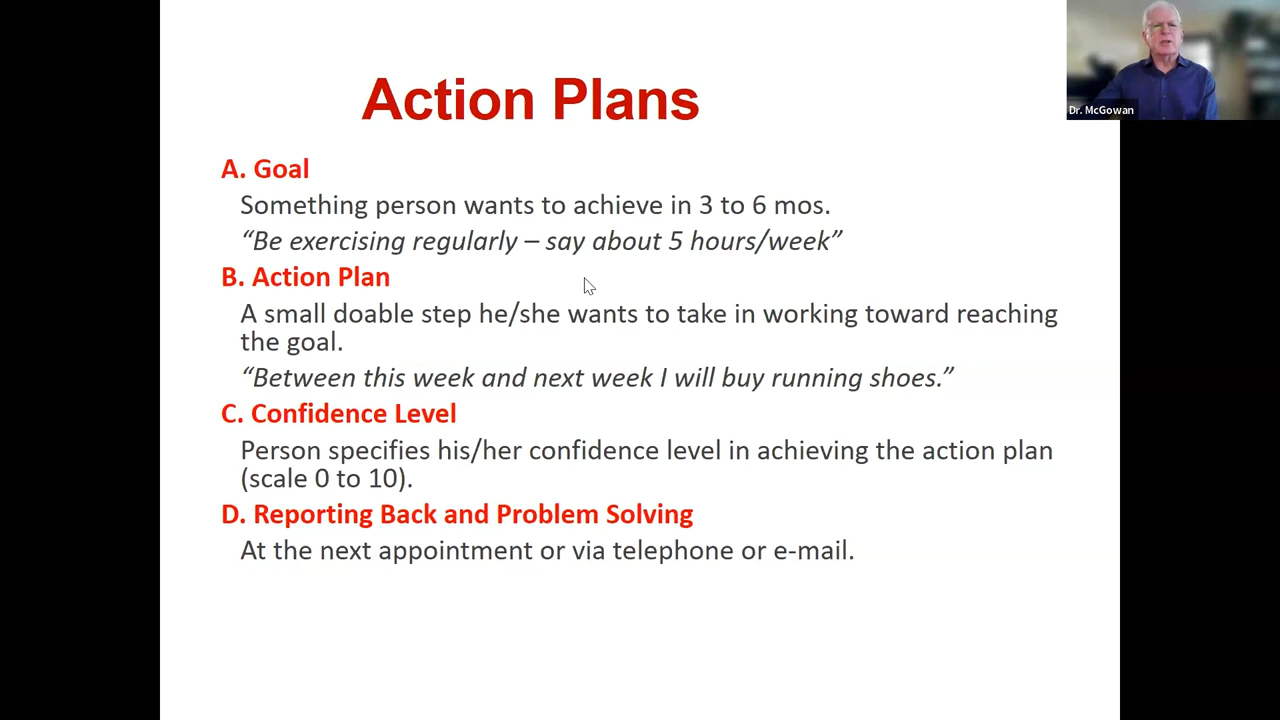 Action Plans
Dr. McGowan
A. Goal
Something person wants to achieve in 3 to 6 mos.
“Be exercising regularly – say about 5 hours/week”
B. Action Plan
A small doable step he/she wants to take in working toward reaching
the goal.
“Between this week and next week I will buy running shoes.”
C. Confidence Level
Person specifies his/her confidence level in achieving the action plan
(scale 0 to 10).
D. Reporting Back and Problem Solving
At the next appointment or via telephone or e-mail.